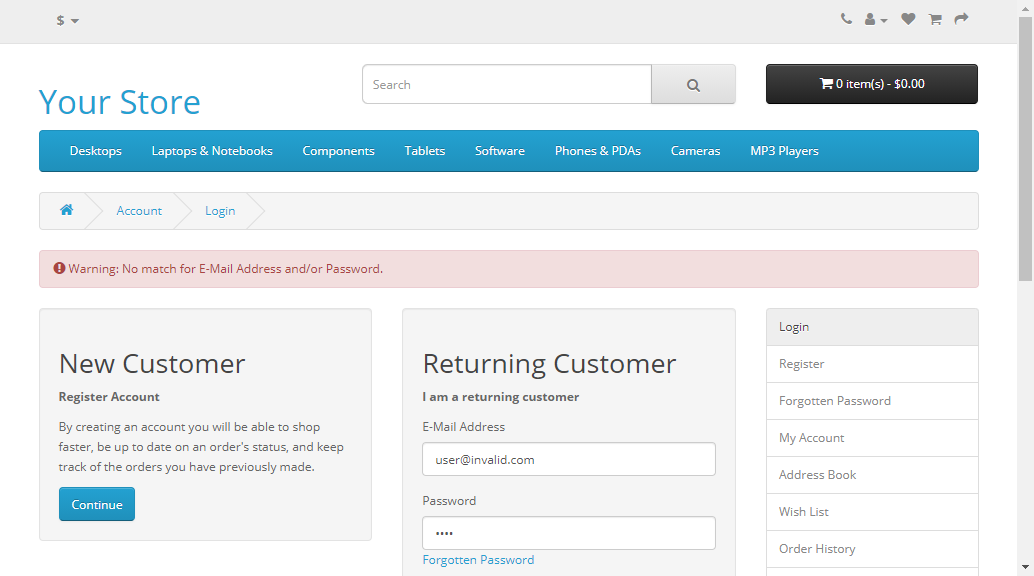 $
Search
0 item(s) - $0.00
Your Store
Desktops Laptops & Notebooks Components Tablets Software Phones & PDAs Cameras MP3 Players
Account Login
Warning: No match for E-Mail Address and/or Password.
New Customer
Register Account
By creating an account you will be able to shop
faster, be up to date on an order's status, and keep
track of the orders you have previously made.
Continue
Returning Customer
I am a returning customer
E-Mail Address
user@invalid.com
Password
••••
Forgotten Password
Login
Register
Forgotten Password
My Account
Address Book
Wish List
Order History